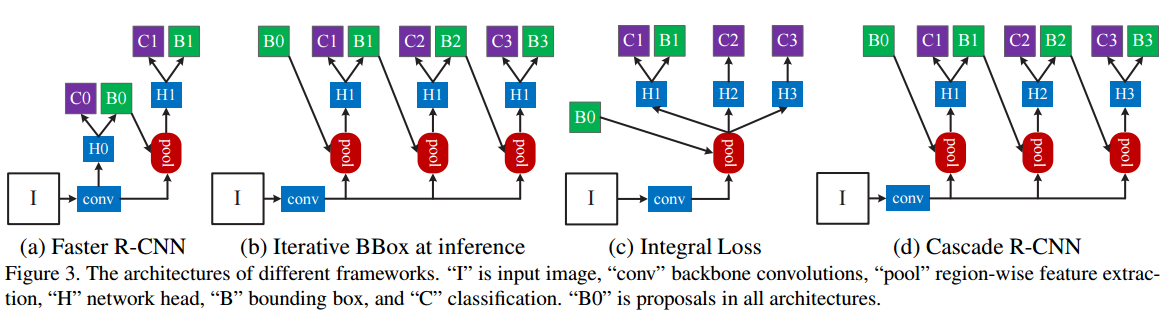 C1 B1 B0 C1 B1 C2 B2 C3 B3 C1 B1 C2 C3 B0 C1 B1 C2 B2 C3 B3
C0 B0 H1 H1 H1 H1 H1 H2 H3 H1 H2 H3
B0
H0 pool pool pool pool pool pool pool pool
I conv I conv I conv I conv
(a) Faster R-CNN (b) Iterative BBox at inference (c) Integral Loss (d) Cascade R-CNN
Figure 3. The architectures of different frameworks. “I” is input image, “conv” backbone convolutions, “pool” region-wise feature extrac-
tion, “H” network head, “B” bounding box, and “C” classification. “B0” is proposals in all architectures.